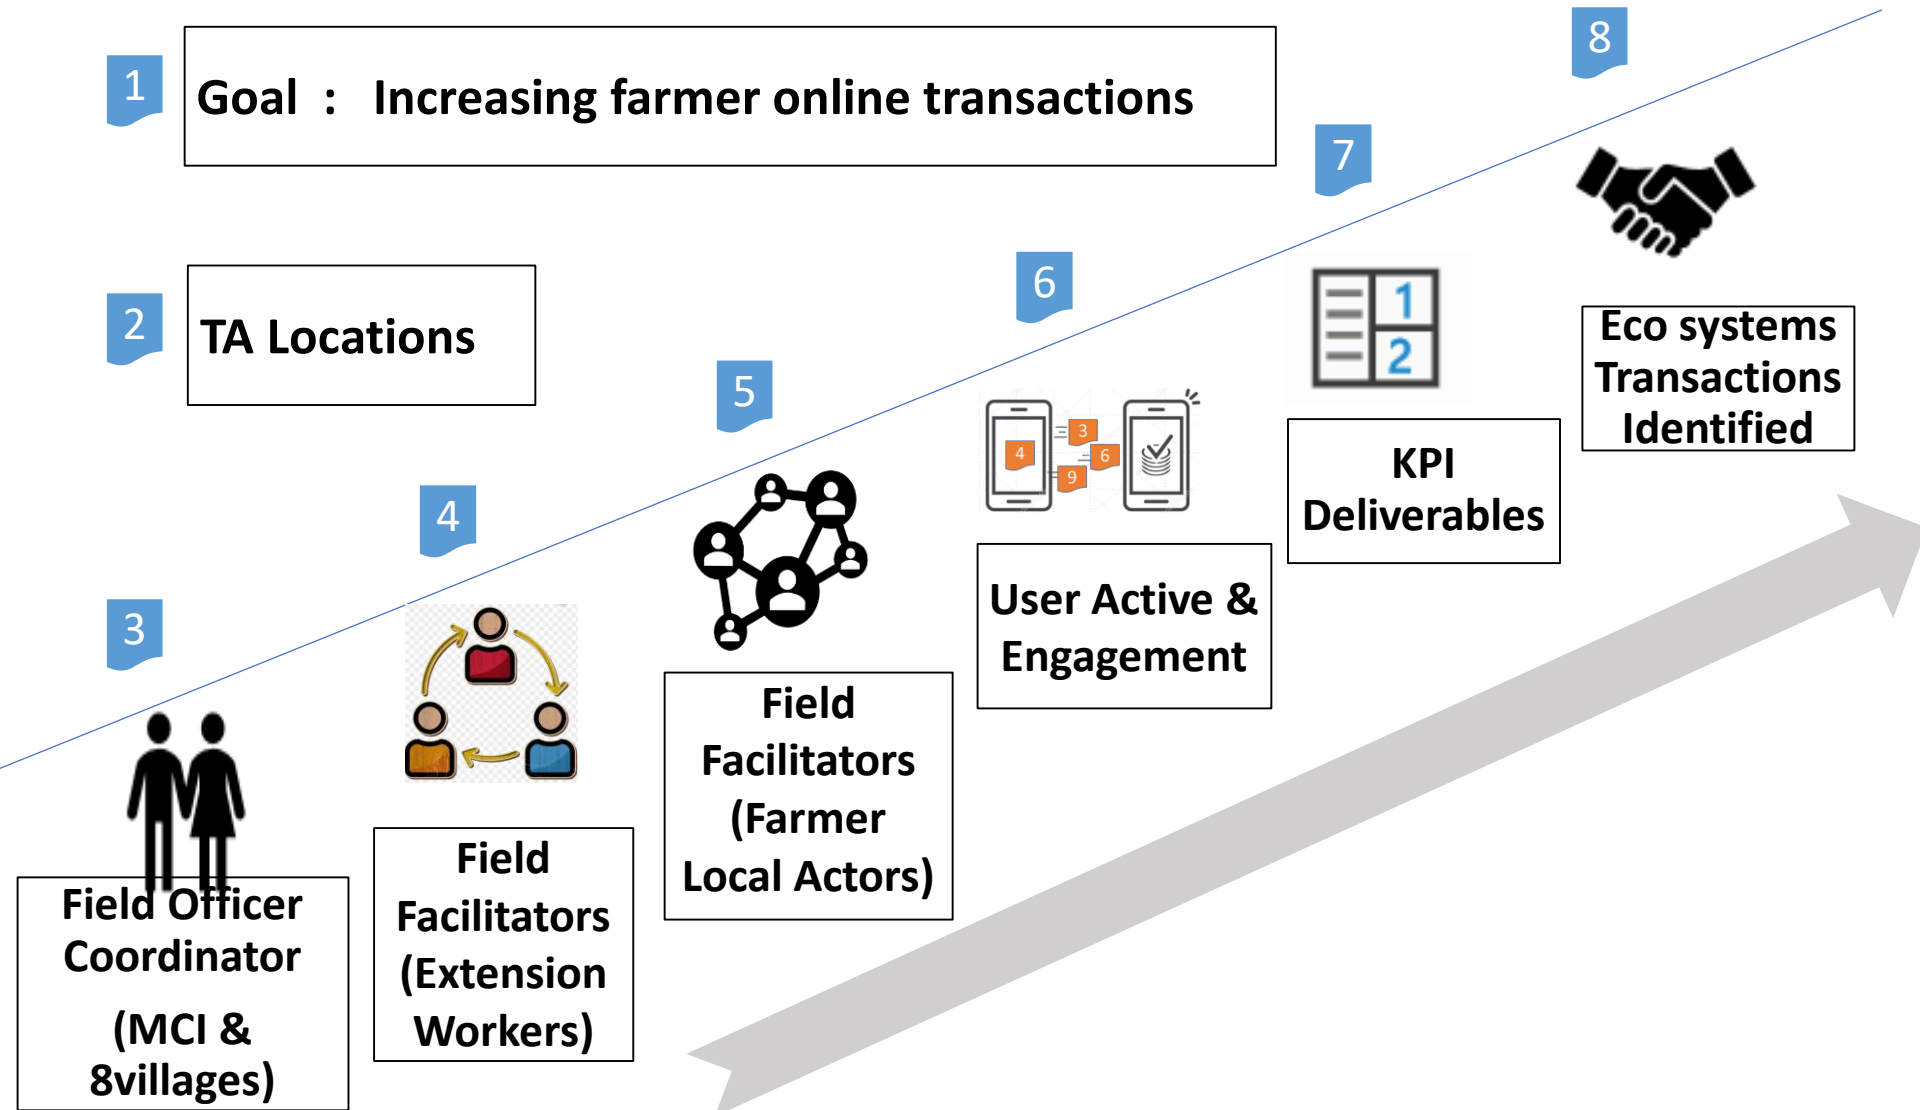 1
Goal : Increasing farmer online transactions
2
TA Locations
3
Field Officer
Coordinator
(MCI &
8villages)
4
Field
Facilitators
(Extension
Workers)
5
Field
Facilitators
(Farmer
Local Actors)
6
4
3
6
9
User Active &
Engagement
7
1
2
KPI
Deliverables
8
Eco systems
Transactions
Identified